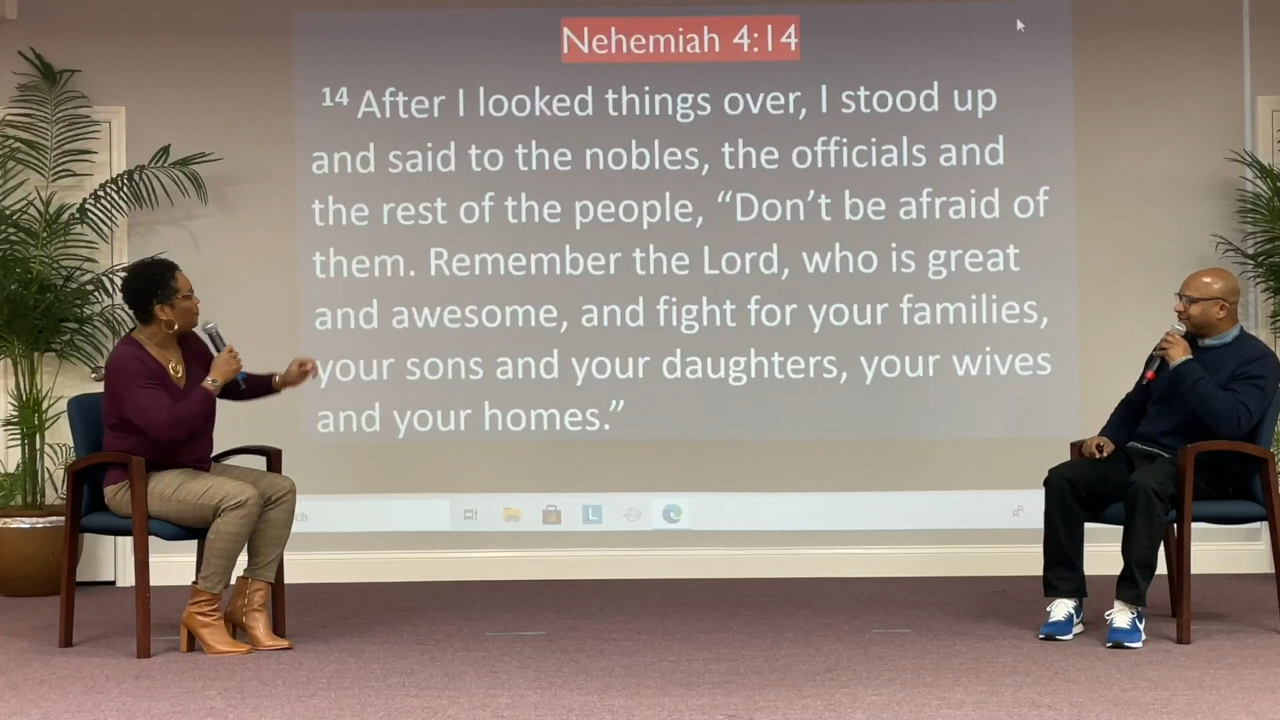 Nehemiah 4:14
14 After I looked things over, I stood up
and said to the nobles, the officials and
the rest of the people, “Don’t be afraid of
them. Remember the Lord, who is great
and awesome, and fight for your families,
your sons and your daughters, your wives
and your homes.”
ch
L